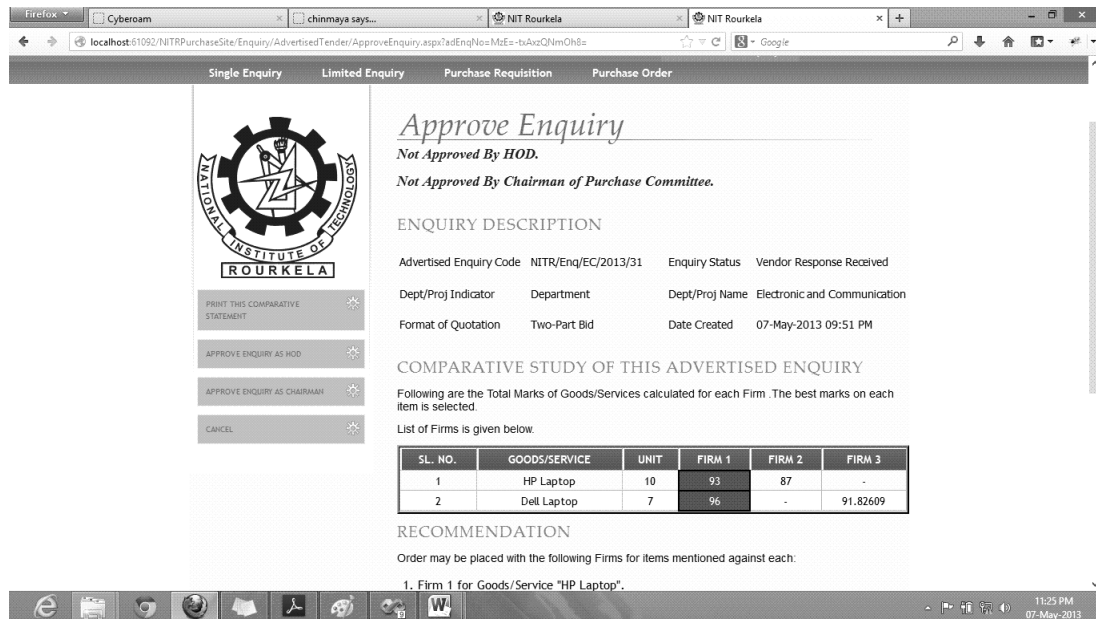 Firefox
Cyberoam
chinmaya says...
NIT Rourkela
NIT Rourkela
localhost:61092/NITRPurchaseSite/Enquiry/AdvertisedTender/ApproveEnquiry.aspx?adEnqNo=MzE=-txAxzQNmOh8=
Google
Single Enquiry Limited Enquiry Purchase Requisition Purchase Order
NATIONAL INSTITUTE OF TECHNOLOGY
ROURKELA
PRINT THIS COMPARATIVE
STATEMENT
APPROVE ENQUIRY AS HOD
APPROVE ENQUIRY AS CHAIRMAN
CANCEL
Approve Enquiry
Not Approved By HOD.
Not Approved By Chairman of Purchase Committee.
ENQUIRY DESCRIPTION
Advertised Enquiry Code NITR/Enq/EC/2013/31 Enquiry Status Vendor Response Received
Dept/Proj Indicator Department Dept/Proj Name Electronic and Communication
Format of Quotation Two-Part Bid Date Created 07-May-2013 09:51 PM
COMPARATIVE STUDY OF THIS ADVERTISED ENQUIRY
Following are the Total Marks of Goods/Services calculated for each Firm .The best marks on each
item is selected.
List of Firms is given below.
SL. NO. GOODS/SERVICE UNIT FIRM 1 FIRM 2 FIRM 3
1 HP Laptop 10 93 87 -
2 Dell Laptop 7 96 - 91.82609
RECOMMENDATION
Order may be placed with the following Firms for items mentioned against each:
1. Firm 1 for Goods/Service "HP Laptop".
11:25 PM
07-May-2013